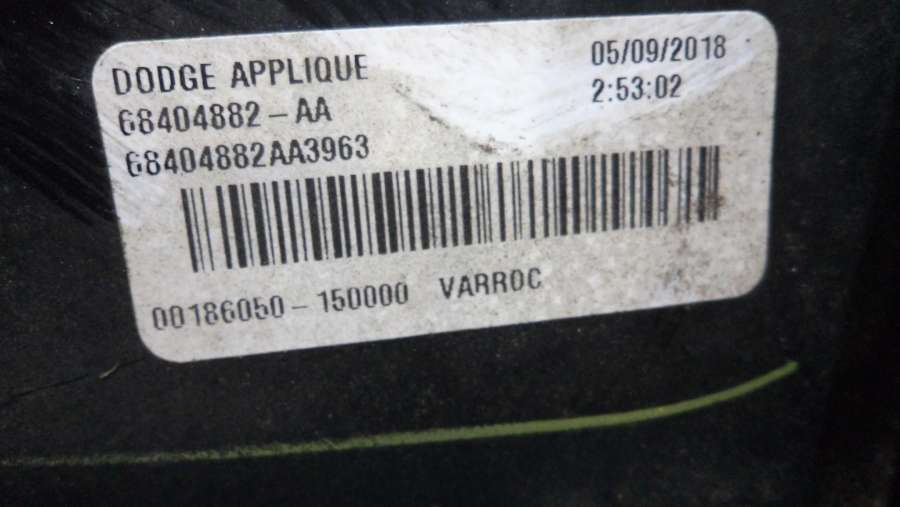 DODGE APPLIQUE
05/09/2018
68404882-AA
2:53:02
68404882AA3963
00186050-150000 VARROC